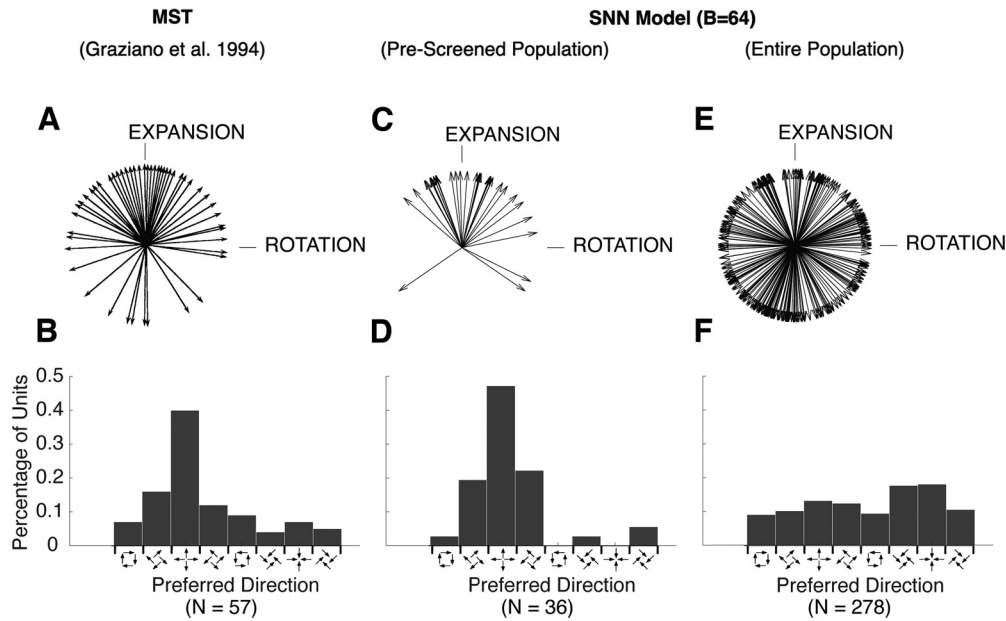 MST
SNN Model (B=64)
(Graziano et al. 1994)
(Pre-Screened Population)
(Entire Population)
A
C
E
EXPANSION
EXPANSION
EXPANSION
ROTATION
ROTATION
ROTATION
B
D
F
Percentage of Units
0.5
0.4
0.3
0.2
0.1
0
Preferred Direction
(N = 57)
Preferred Direction
(N = 36)
Preferred Direction
(N = 278)